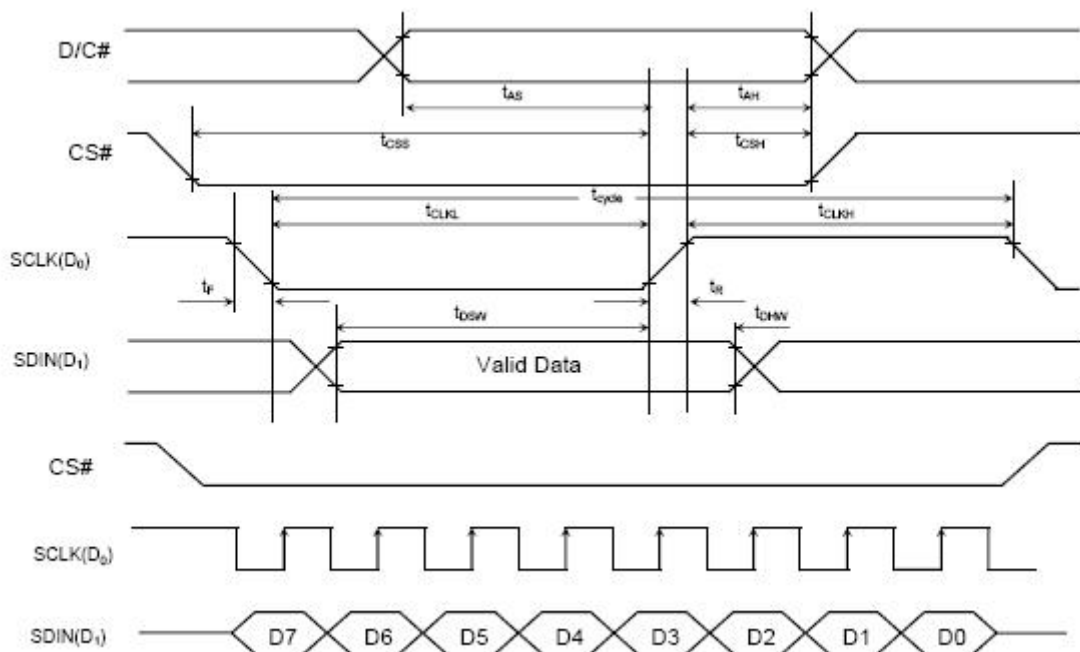 D/C#
tAS
tAH
CS#
tCSS
tCSH
tcycle
tCLKL
tCLKH
SCLK(D0)
tF
tR
tDSW
tDHW
SDIN(D1)
Valid Data
CS#
SCLK(D0)
SDIN(D1)
D7 D6 D5 D4 D3 D2 D1 D0